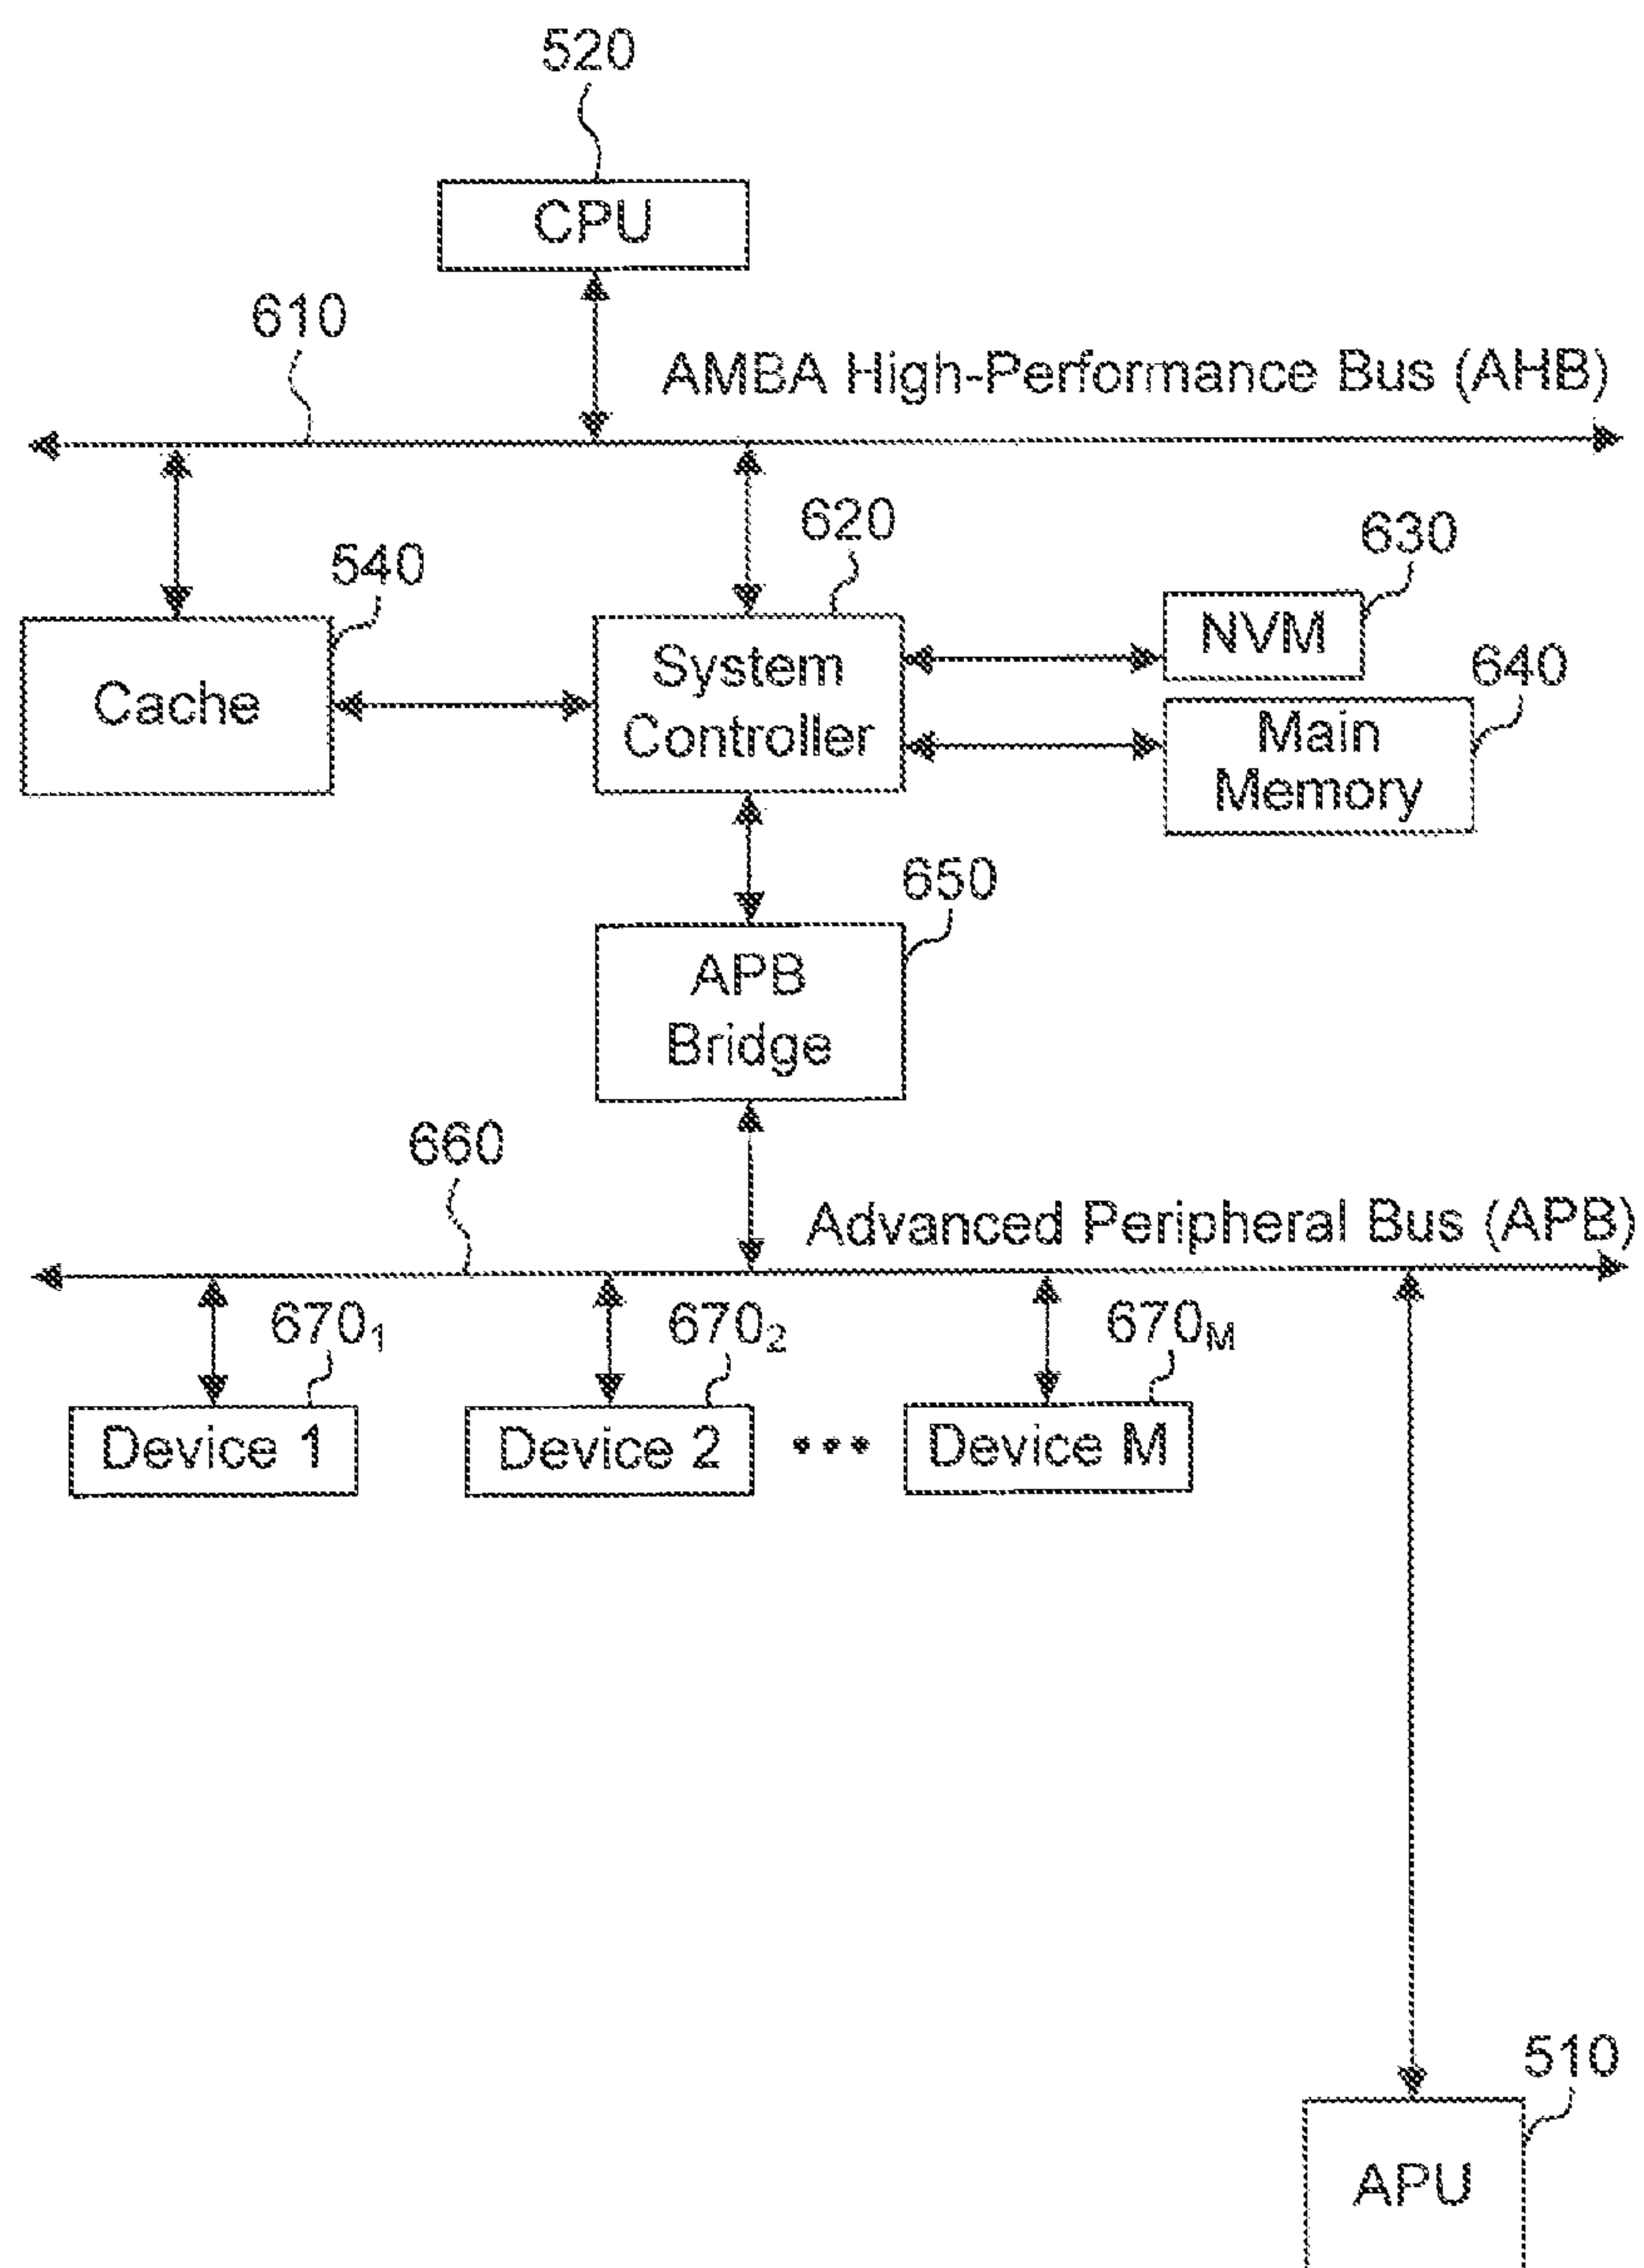 520
CPU
610
AMBA High-Performance Bus (AHB)
620
630
540
NVM
System
Controller
640
Cache
Main
Memory
650
APB
Bridge
660
Advanced Peripheral Bus (APB)
670₁
670₂
670M
Device 1
Device 2
•••
Device M
510
APU